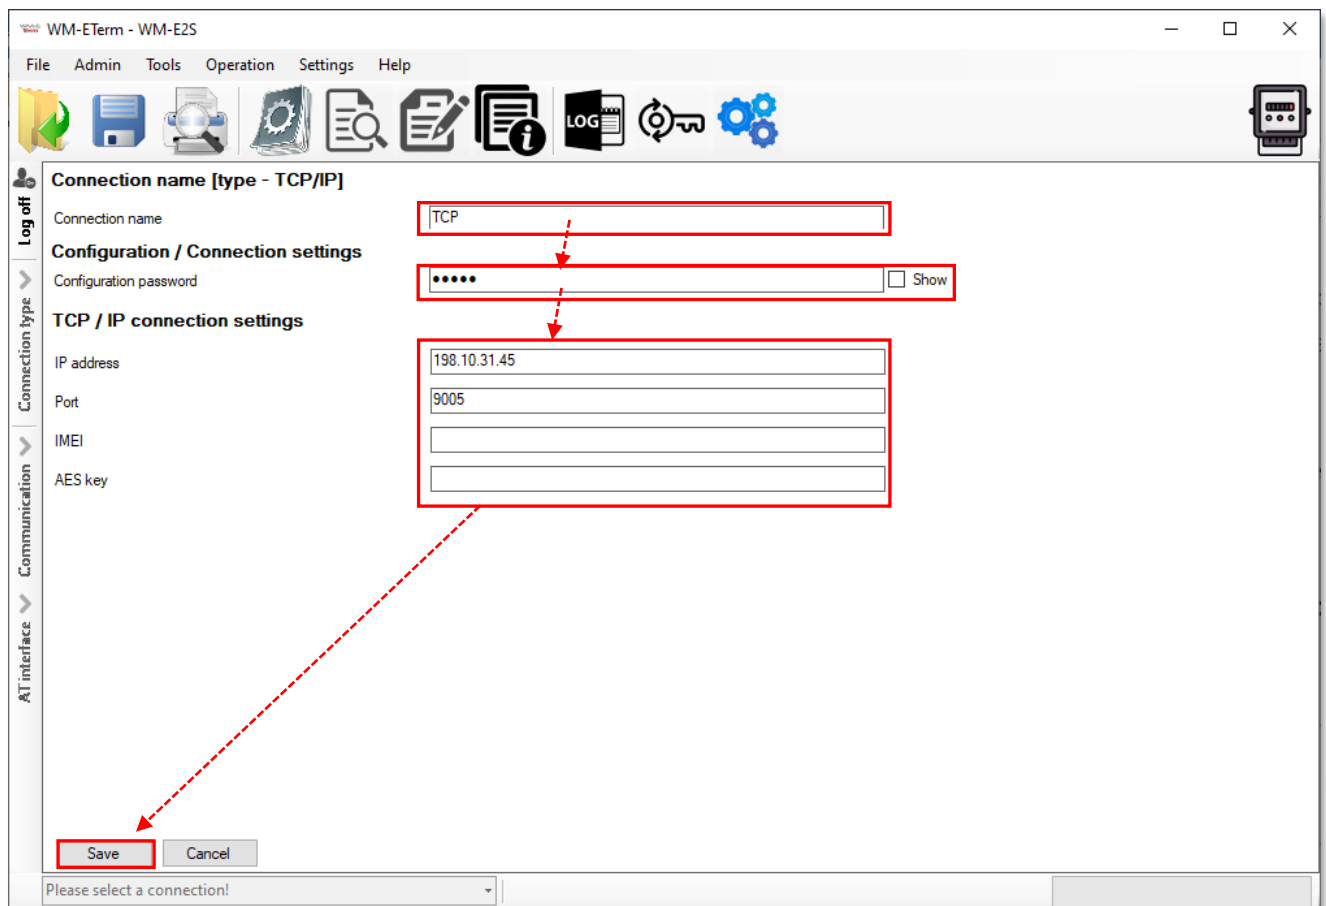 WM-ETerm - WM-E2S
File Admin Tools Operation Settings Help
LOG
Log off
Connection type
Communication
AT interface
Connection name [type - TCP/IP]
Connection name TCP
Configuration / Connection settings
Configuration password ●●●●● Show
TCP / IP connection settings
IP address 198.10.31.45
Port 9005
IMEI
AES key
Save Cancel
Please select a connection!